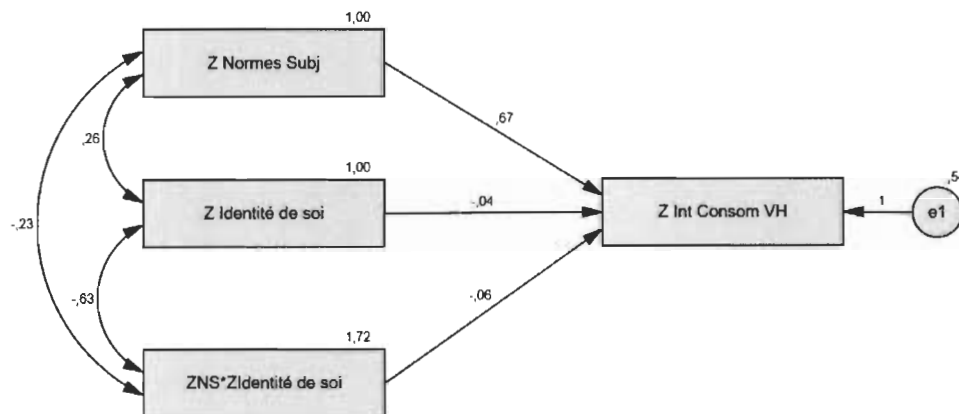 1,00
Z Normes Subj
,67
,26
1,00
Z Identité de soi
-,04
Z Int Consom VH
1
e1
-,23
-,63
-,06
1,72
ZNS*ZIdentité de soi